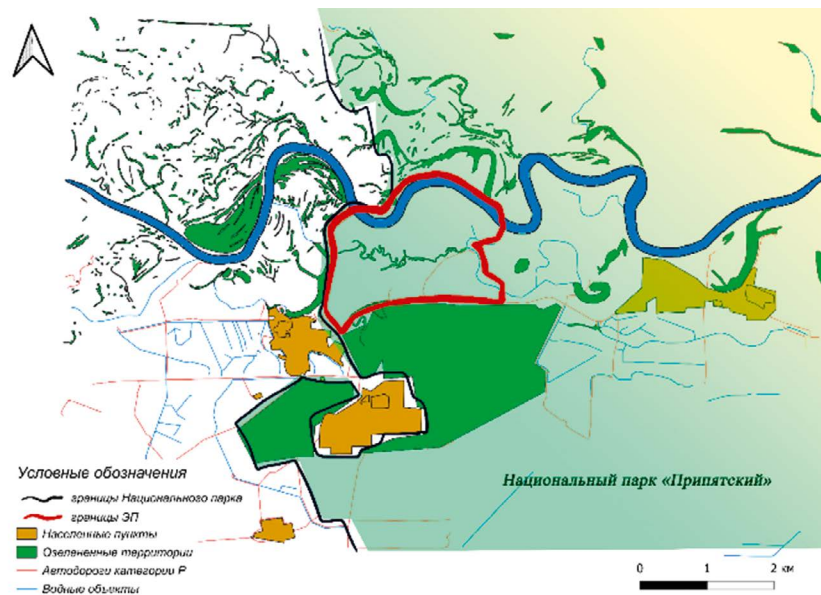 Национальный парк «Припятский»
Условные обозначения
границы Национального парка
границы ЭП
Населенные пункты
Озелененные территории
Автодороги категории Р
Водные объекты
0 1 2 км